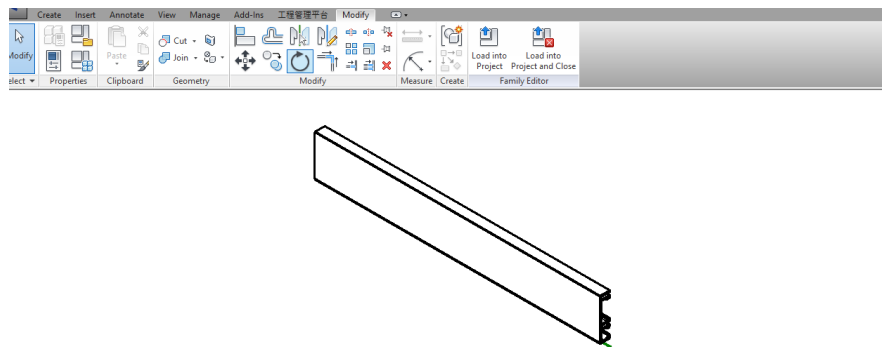 Create Insert Annotate View Manage Add-Ins 工程管理平台 Modify
Modify Paste Cut Join Load into Project Load into Project and Close
Select Properties Clipboard Geometry Modify Measure Create Family Editor